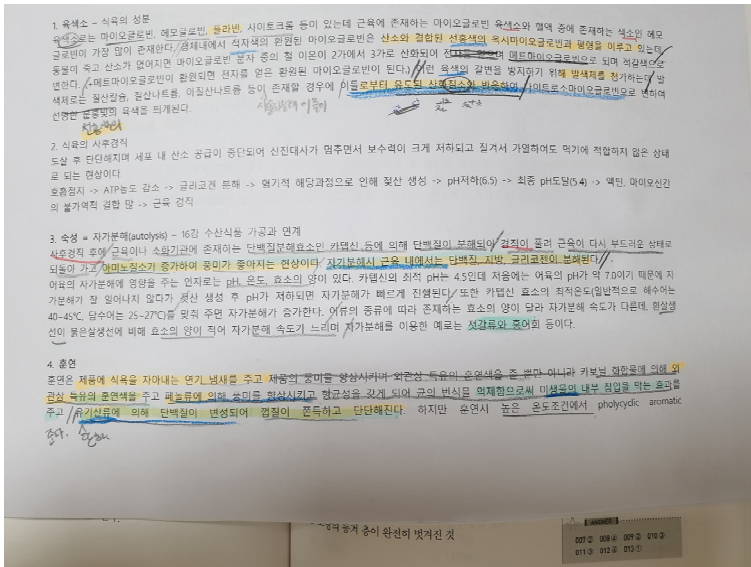 1. 육색소 – 식육의 성분
육색소로는 마이오글로빈, 헤모글로빈, 플라빈, 사이토크롬 등이 있는데 근육에 존재하는 마이오글로빈 육색소와 혈액 중에 존재하는 색소인 헤모
글로빈이 가장 많이 존재한다. 생체내에서 적자색의 환원된 마이오글로빈은 산소와 결합된 선홍색의 옥시마이오글로빈과 평형을 이루고 있는데
동물이 죽고 산소가 없어지면 마이오글로빈 분자 중의 철 이온이 2가에서 3가로 산화되어 전자를 잃으며 메트마이오글로빈으로 되며 적갈색으로
변한다. 메트마이오글로빈이 환원되면 전자를 얻은 환원된 마이오글로빈이 된다.) 이런 육색의 갈변을 방지하기 위해 발색제를 첨가하는데 발
색제로는 질산칼슘, 질산나트륨, 아질산나트륨 등이 존재할 경우에 이들로부터 유도된 산화질소와 반응하여 나이트로소마이오글로빈으로 변하여
선명한 분홍빛의 육색을 띄게된다.
2. 식육의 사후경직
도살 후 단단해지며 세포 내 산소 공급이 중단되어 신진대사가 멈추면서 보수력이 크게 저하되고 질겨서 가열하여도 먹기에 적합하지 않은 상태
로 되는 현상이다.
호흡정지 -> ATP농도 감소 -> 글리코겐 분해 -> 혐기적 해당과정으로 인해 젖산 생성 -> pH저하(6.5) -> 최종 pH도달(5.4) -> 액틴, 마이오신간
의 불가역적 결합 많 -> 근육 경직
3. 숙성 = 자가분해(autolysis) – 16강 수산식품 가공과 연계
사후경직 후에 근육이나 소화기관에 존재하는 단백질분해효소인 카텝신 등에 의해 단백질이 분해되어 경직이 풀려 근육이 다시 부드러운 상태로
되돌아 가고 아미노질소가 증가하여 풍미가 좋아지는 현상이다. 자기분해시 근육 내에서는 단백질, 지방, 글리코겐이 분해된다.
어육의 자가분해에 영향을 주는 인자로는 pH, 온도, 효소의 양이 있다. 카텝신의 최적 pH는 4.5인데 처음에는 어육의 pH가 약 7.0이기 때문에 자
가분해가 잘 일어나지 않다가 젖산 생성 후 pH가 저하되면 자가분해가 빠르게 진행된다. 또한 카텝신 효소의 최적온도(일반적으로 해수어는
40~45℃, 담수어는 25~27℃)를 맞춰 주면 자가분해가 증가한다. 어류의 종류에 따라 존재하는 효소의 양이 달라 자가분해 속도가 다른데, 흰살생
선이 붉은살생선에 비해 효소의 양이 적어 자가분해 속도가 느리며 자가분해를 이용한 예로는 젓갈류와 홍어회 등이다.
4. 훈연
훈연은 제품에 식욕을 자아내는 연기 냄새를 주고 제품의 풍미를 향상시키며 외관상 특유의 훈연색을 줄 뿐만 아니라 카보닐 화합물에 의해 외
관상 특유의 훈연색을 주고 페놀류에 의해 풍미를 향상시키고 항균성을 갖게 되어 균의 번식을 억제함으로써 미생물의 내부 침입을 막는 효과를
주고 유기산류에 의해 단백질이 변성되어 껍질이 쫀득하고 단단해진다. 하지만 훈연시 높은 온도조건에서 pholycyclic aromatic
준다.
층이 완전히 벗겨진 것
ANSWER
007② 008④ 009② 010③
011③ 012④ 013①